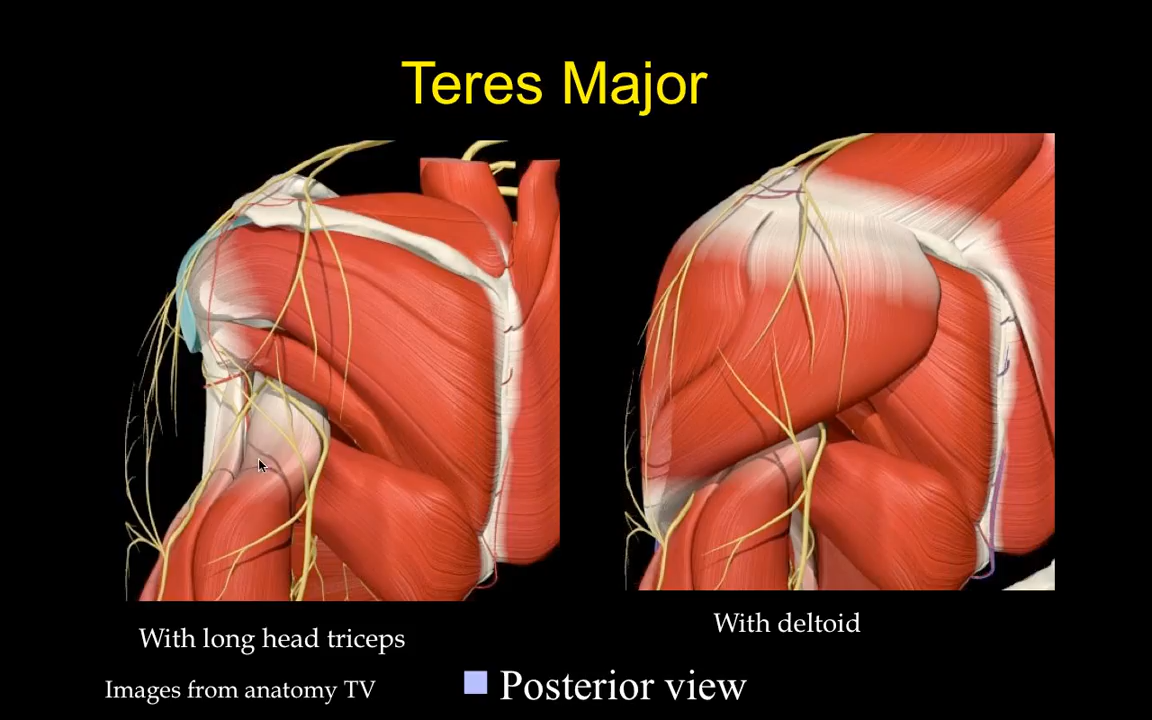 Teres Major
With long head triceps
With deltoid
Images from anatomy TV
Posterior view